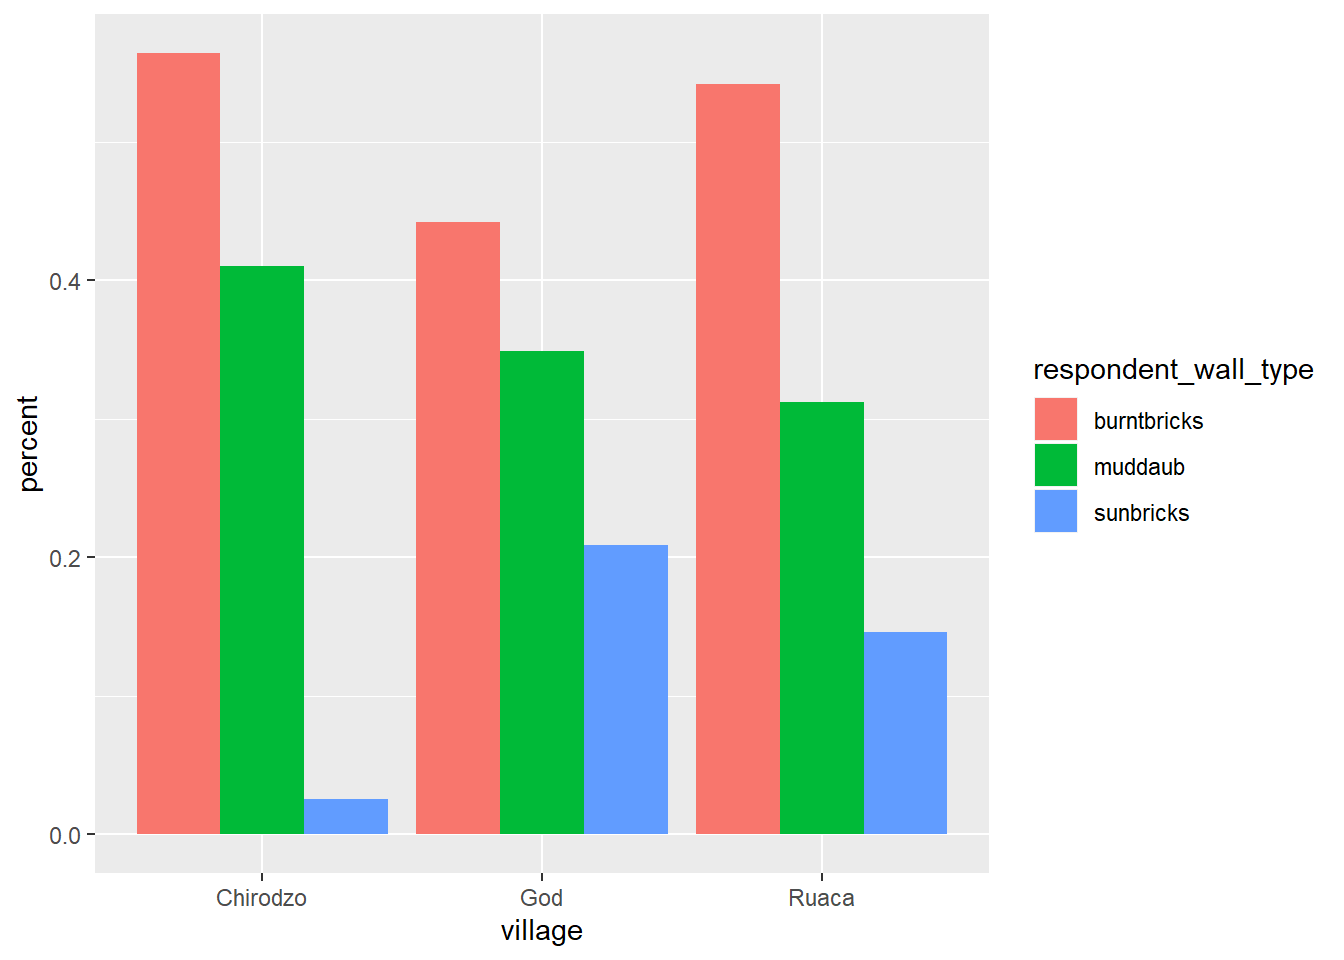 percent
0.4
0.2
0.0
Chirodzo God Ruaca
village
respondent_wall_type
burntbricks
muddaub
sunbricks